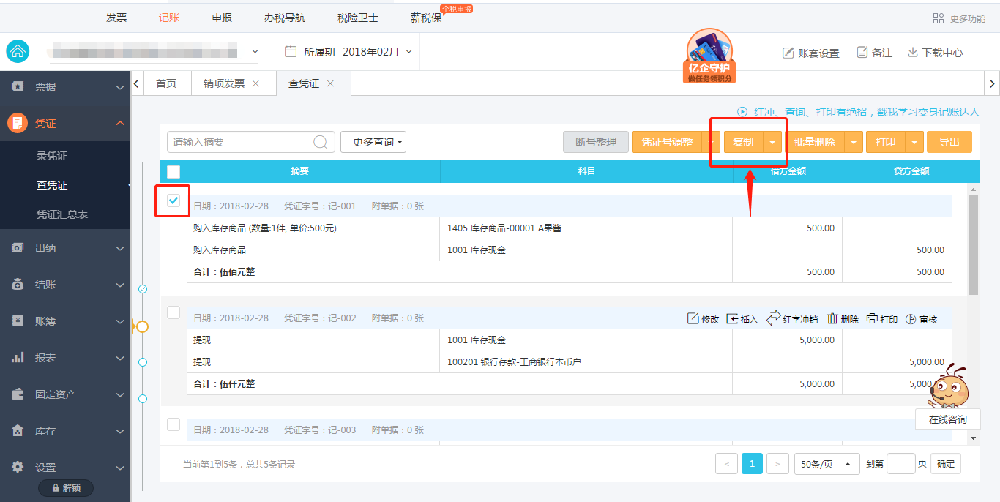 发票 记账 申报 办税导航 税险卫士 薪税保 个税申报 更多功能
所属期 2018年02月 亿企守护 做任务领积分 账套设置 备注 下载中心
票据
凭证
录凭证
查凭证
凭证汇总表
出纳
结账
账簿
报表
固定资产
库存
设置
解锁
首页 销项发票 查凭证
红冲、查询、打印有绝招，戳我学习变身记账达人
请输入摘要 更多查询 断号整理 凭证号调整 复制 批量删除 打印 导出
摘要 科目 借方金额 贷方金额
日期：2018-02-28 凭证字号：记-001 附单据：0 张
购入库存商品 (数量:1件, 单价:500元) 1405 库存商品-00001 A果酱 500.00
购入库存商品 1001 库存现金 500.00
合计：伍佰元整 500.00 500.00
日期：2018-02-28 凭证字号：记-002 附单据：0 张 修改 插入 红字冲销 删除 打印 审核
提现 1001 库存现金 5,000.00
提现 100201 银行存款-工商银行本币户 5,000.00
合计：伍仟元整 5,000.00
在线咨询
日期：2018-02-28 凭证字号：记-003 附单据：0 张
当前第1到5条，总共5条记录 < 1 > 50条/页 到第 页 确定